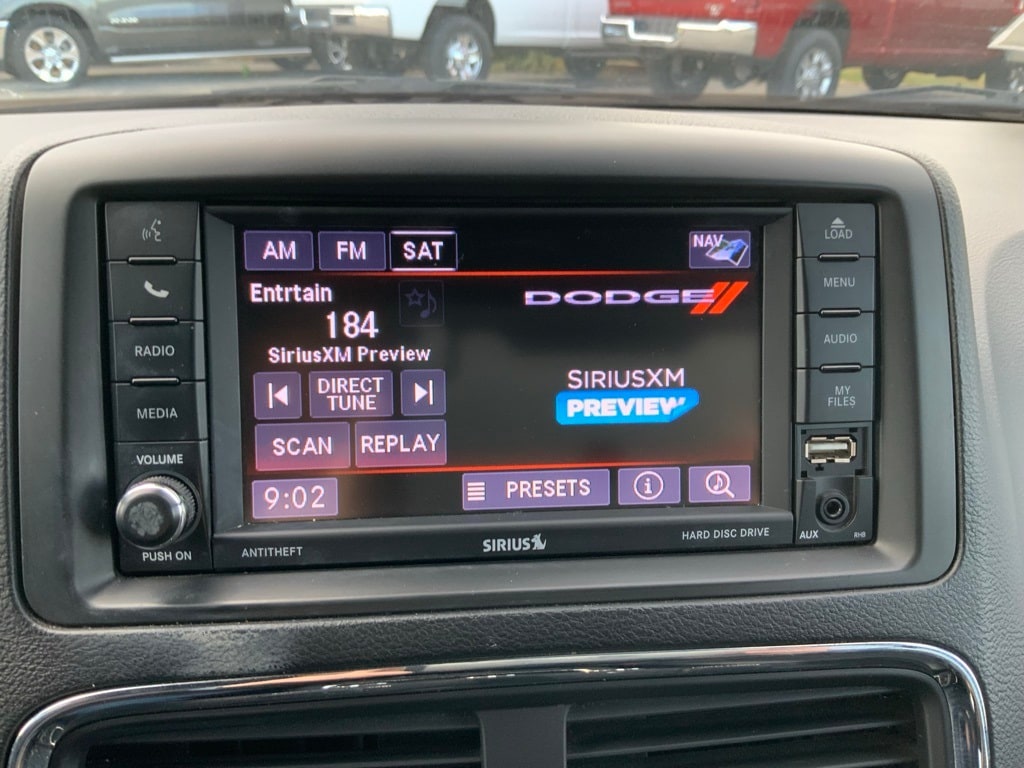 AM FM SAT NAV
Entrtain
184
SiriusXM Preview
DIRECT
TUNE
SCAN REPLAY
9:02 PRESETS
DODGE
SIRIUSXM
PREVIEW
RADIO
MEDIA
VOLUME
PUSH ON
LOAD
MENU
AUDIO
MY
FILES
AUX RHB
ANTITHEFT SIRIUS HARD DISC DRIVE